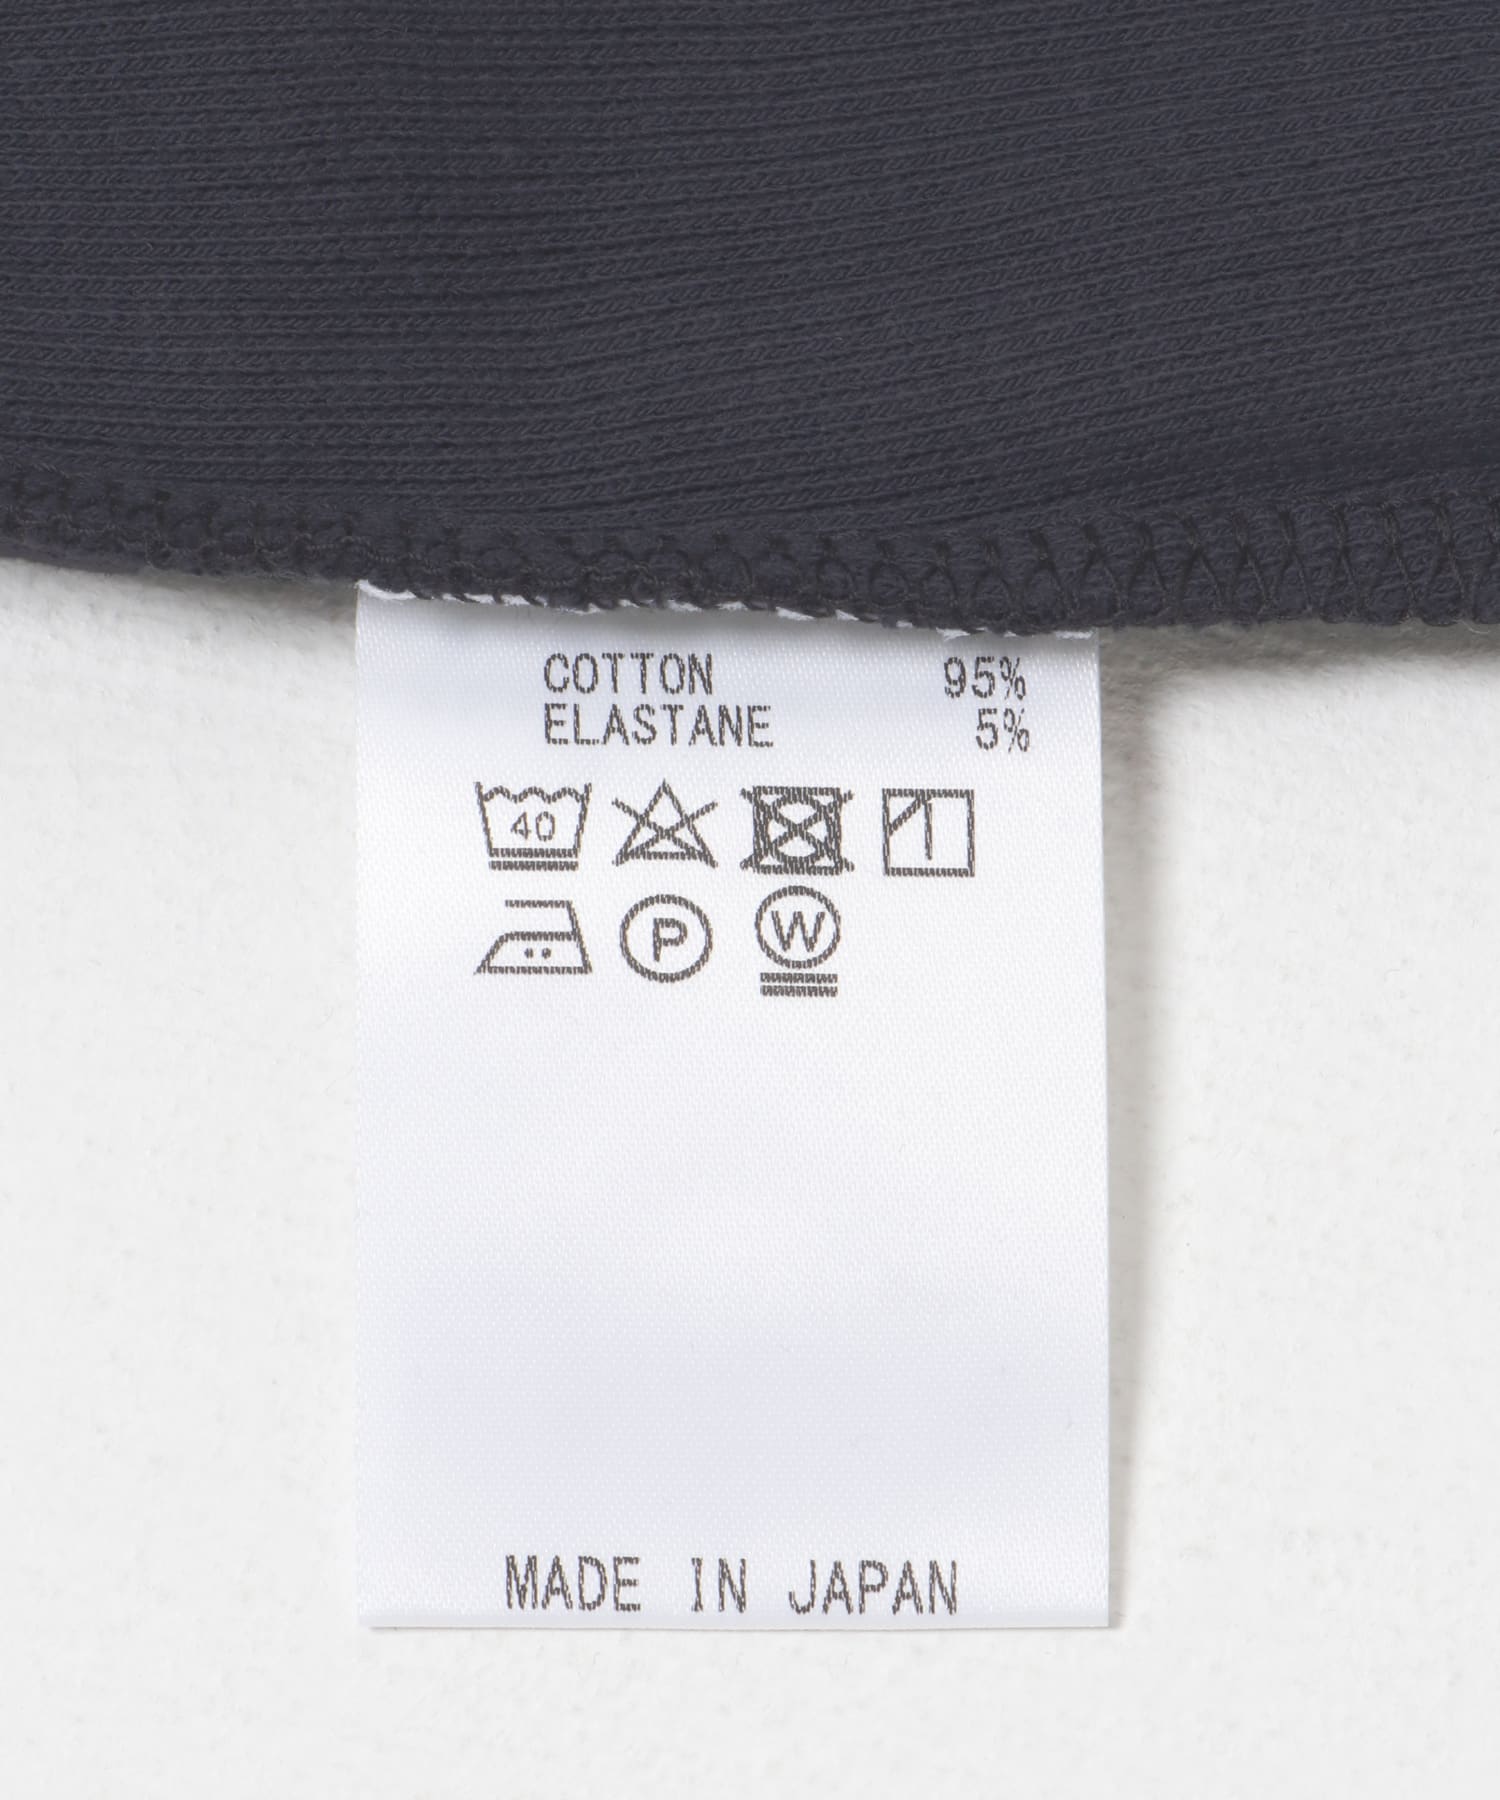 COTTON 95%
ELASTANE 5%
40
P W
MADE IN JAPAN